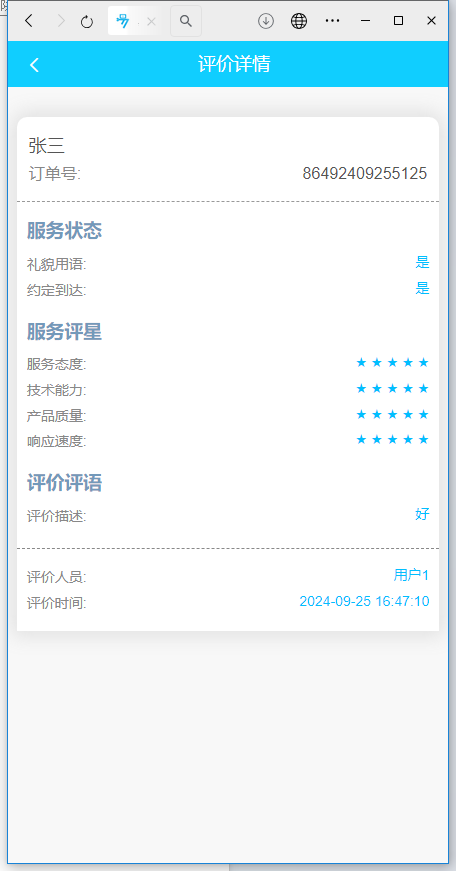 评价详情
张三
订单号: 86492409255125
服务状态
礼貌用语: 是
约定到达: 是
服务评星
服务态度: ★★★★★
技术能力: ★★★★★
产品质量: ★★★★★
响应速度: ★★★★★
评价评语
评价描述: 好
评价人员: 用户1
评价时间: 2024-09-25 16:47:10